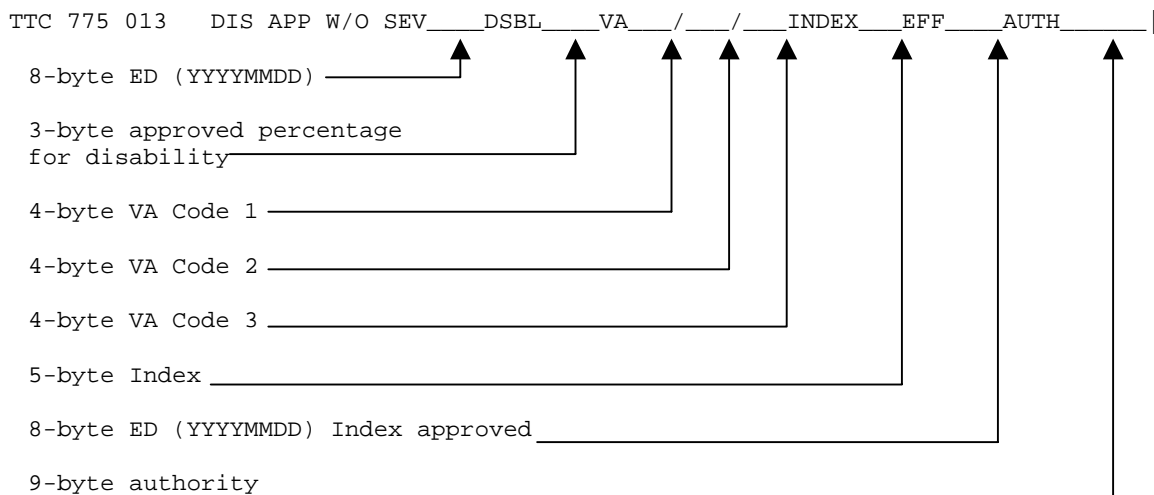 TTC 775 013   DIS APP W/O SEV____DSBL____VA___/___/___INDEX___EFF____AUTH______|
8-byte ED (YYYYMMDD)
3-byte approved percentage
for disability
4-byte VA Code 1
4-byte VA Code 2
4-byte VA Code 3
5-byte Index
8-byte ED (YYYYMMDD) Index approved
9-byte authority